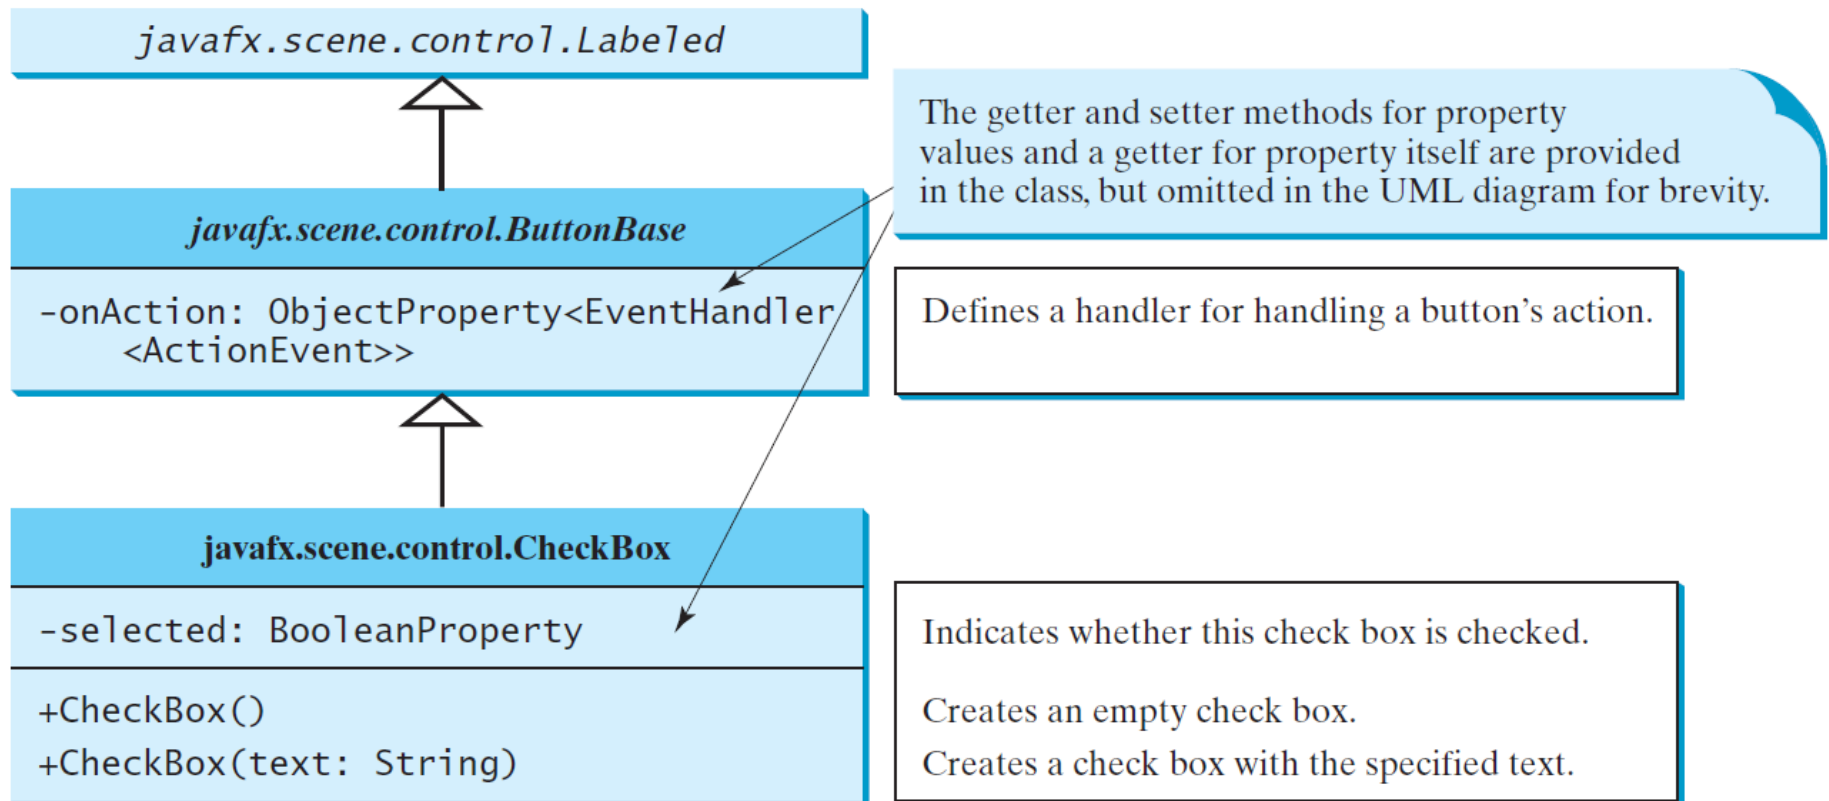 javafx.scene.control.Labeled
The getter and setter methods for property
values and a getter for property itself are provided
in the class, but omitted in the UML diagram for brevity.
javafx.scene.control.ButtonBase
-onAction: ObjectProperty<EventHandler
<ActionEvent>>
Defines a handler for handling a button’s action.
javafx.scene.control.CheckBox
-selected: BooleanProperty
Indicates whether this check box is checked.
+CheckBox()
Creates an empty check box.
+CheckBox(text: String)
Creates a check box with the specified text.